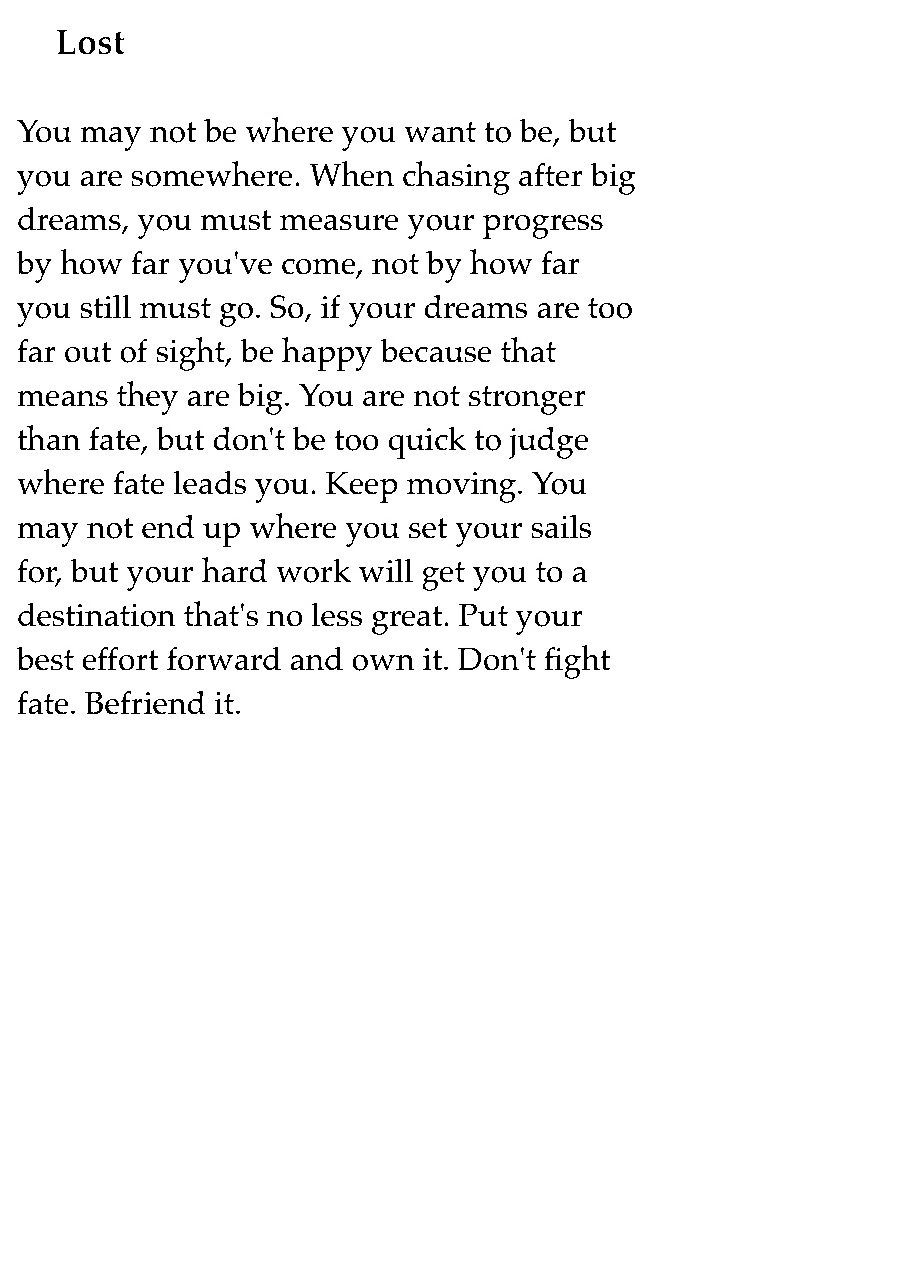 Lost
You may not be where you want to be, but
you are somewhere. When chasing after big
dreams, you must measure your progress
by how far you've come, not by how far
you still must go. So, if your dreams are too
far out of sight, be happy because that
means they are big. You are not stronger
than fate, but don't be too quick to judge
where fate leads you. Keep moving. You
may not end up where you set your sails
for, but your hard work will get you to a
destination that's no less great. Put your
best effort forward and own it. Don't fight
fate. Befriend it.